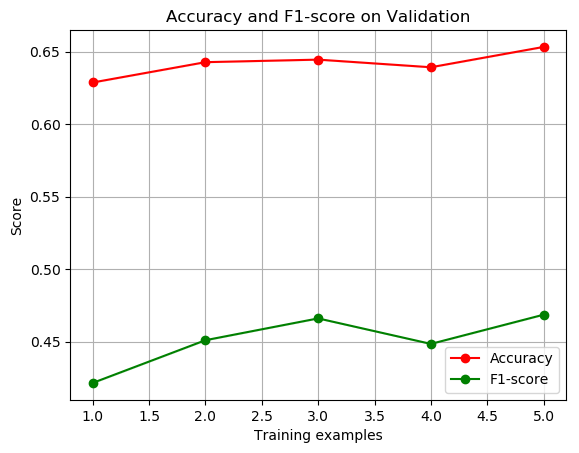 Accuracy and F1-score on Validation
Score
0.65
0.60
0.55
0.50
0.45
Accuracy
F1-score
1.0 1.5 2.0 2.5 3.0 3.5 4.0 4.5 5.0
Training examples